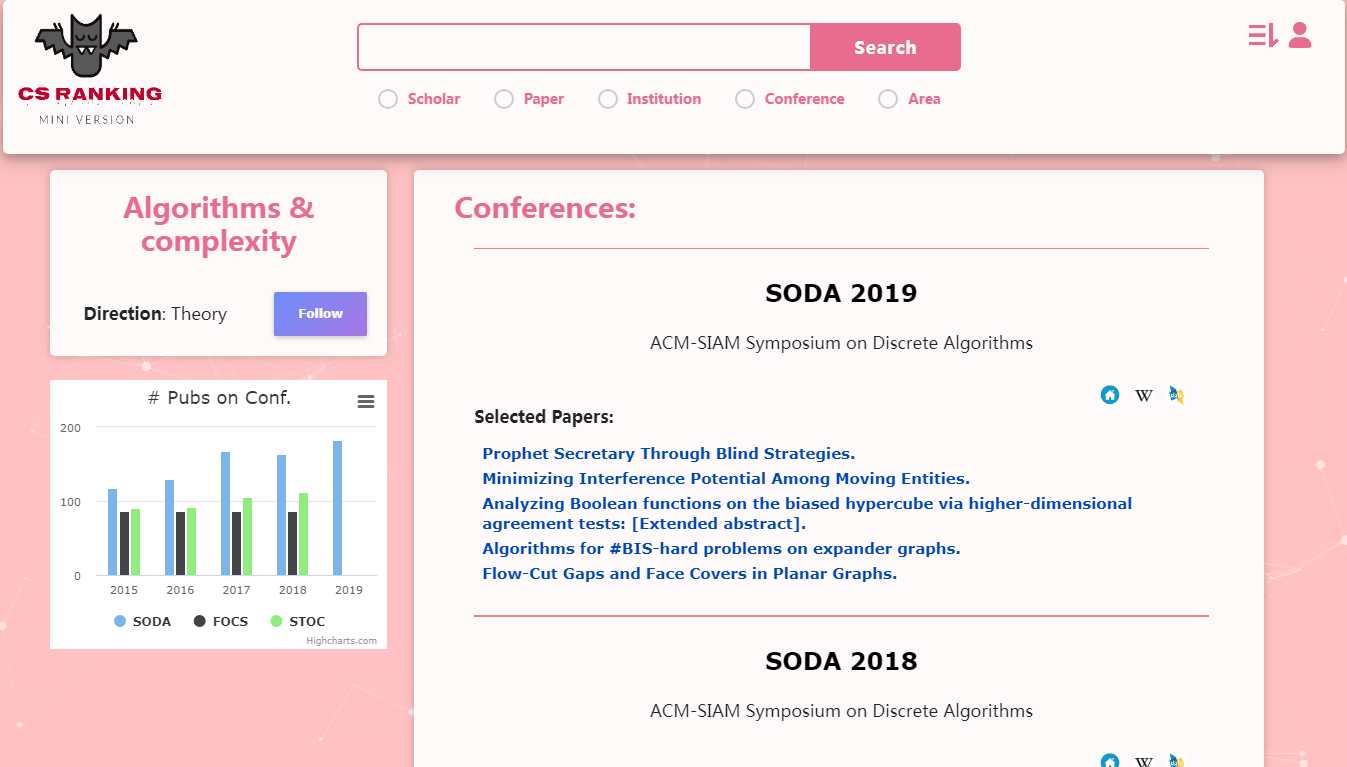 CS RANKING
MINI VERSION
Search
Scholar
Paper
Institution
Conference
Area
Algorithms &
complexity
Direction: Theory
Follow
# Pubs on Conf.
200
100
0
2015
2016
2017
2018
2019
SODA
FOCS
STOC
Highcharts.com
Conferences:
SODA 2019
ACM-SIAM Symposium on Discrete Algorithms
W
Selected Papers:
Prophet Secretary Through Blind Strategies.
Minimizing Interference Potential Among Moving Entities.
Analyzing Boolean functions on the biased hypercube via higher-dimensional
agreement tests: [Extended abstract].
Algorithms for #BIS-hard problems on expander graphs.
Flow-Cut Gaps and Face Covers in Planar Graphs.
SODA 2018
ACM-SIAM Symposium on Discrete Algorithms
W